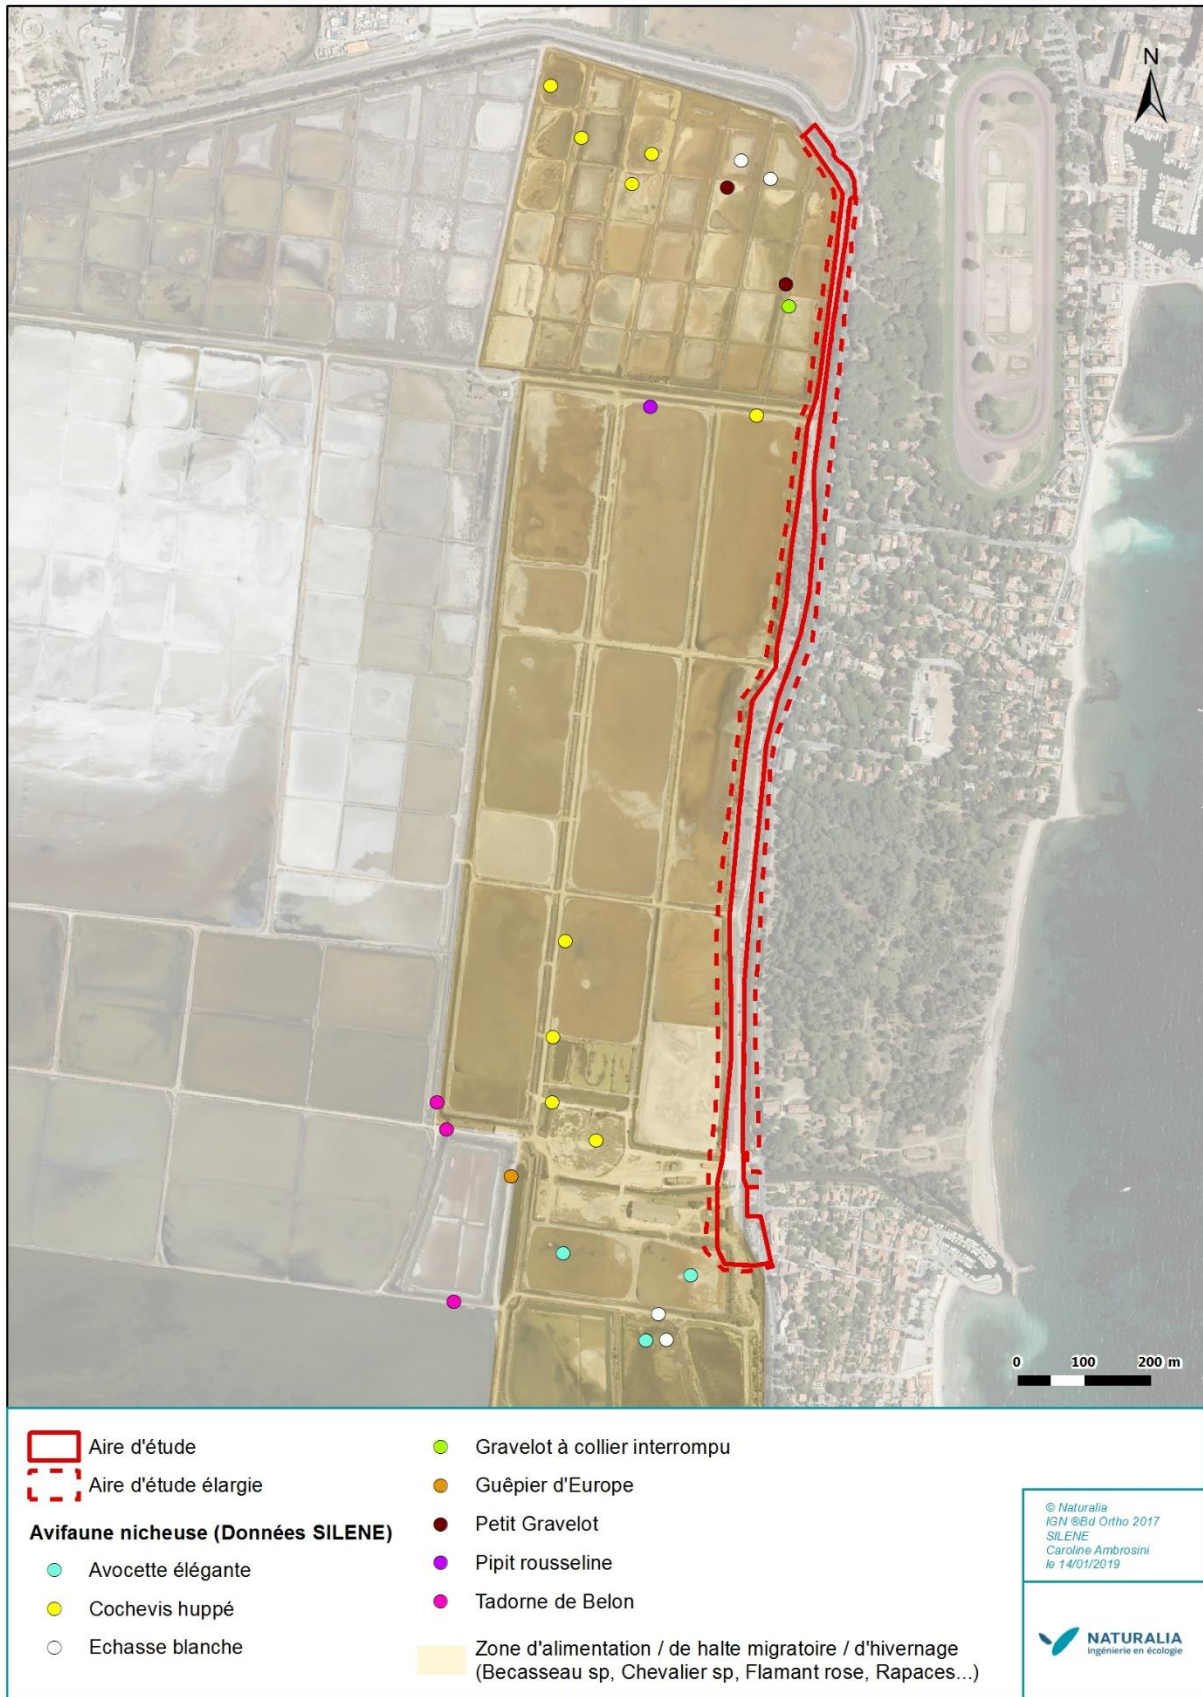 N
0 100 200 m
Aire d'étude
Aire d'étude élargie
Avifaune nicheuse (Données SILENE)
Avocette élégante
Cochevis huppé
Echasse blanche
Gravelot à collier interrompu
Guêpier d'Europe
Petit Gravelot
Pipit rousseline
Tadorne de Belon
Zone d'alimentation / de halte migratoire / d'hivernage
(Becasseau sp, Chevalier sp, Flamant rose, Rapaces...)
© Naturalia
IGN ®Bd Ortho 2017
SILENE
Caroline Ambrosini
le 14/01/2019
NATURALIA
ingénierie en écologie